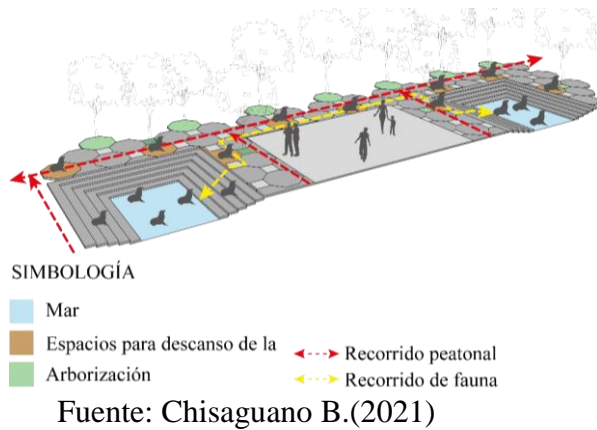 SIMBOLOGÍA
Mar
Espacios para descanso de la
Arborización
Recorrido peatonal
Recorrido de fauna
Fuente: Chisaguano B.(2021)